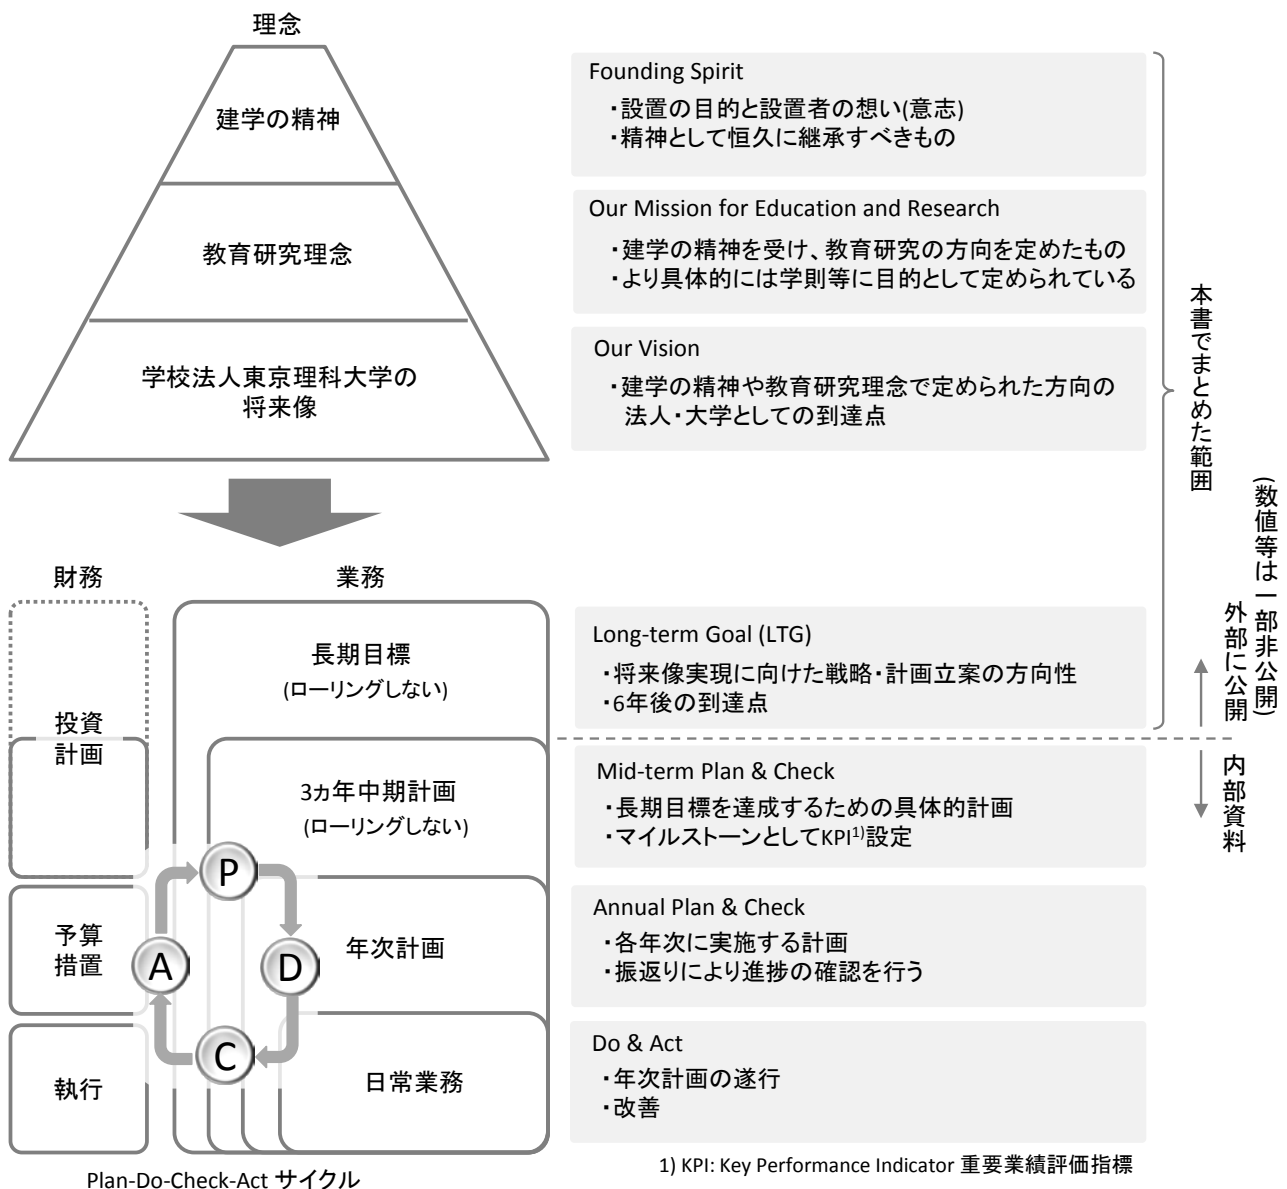 理念
建学の精神
Founding Spirit
・設置の目的と設置者の想い(意志)
・精神として恒久に継承すべきもの
教育研究理念
Our Mission for Education and Research
・建学の精神を受け、教育研究の方向を定めたもの
・より具体的には学則等に目的として定められている
学校法人東京理科大学の
将来像
Our Vision
・建学の精神や教育研究理念で定められた方向の
法人・大学としての到達点
本書でまとめた範囲
財務
業務
投資
計画
長期目標
(ローリングしない)
Long-term Goal (LTG)
・将来像実現に向けた戦略・計画立案の方向性
・6年後の到達点
外部に公開
(数値等は一部非公開)
内部資料
3ヵ年中期計画
(ローリングしない)
Mid-term Plan & Check
・長期目標を達成するための具体的計画
・マイルストーンとしてKPI1)設定
P
予算
措置
A
D
年次計画
Annual Plan & Check
・各年次に実施する計画
・振返りにより進捗の確認を行う
C
執行
日常業務
Do & Act
・年次計画の遂行
・改善
1) KPI: Key Performance Indicator 重要業績評価指標
Plan-Do-Check-Act サイクル